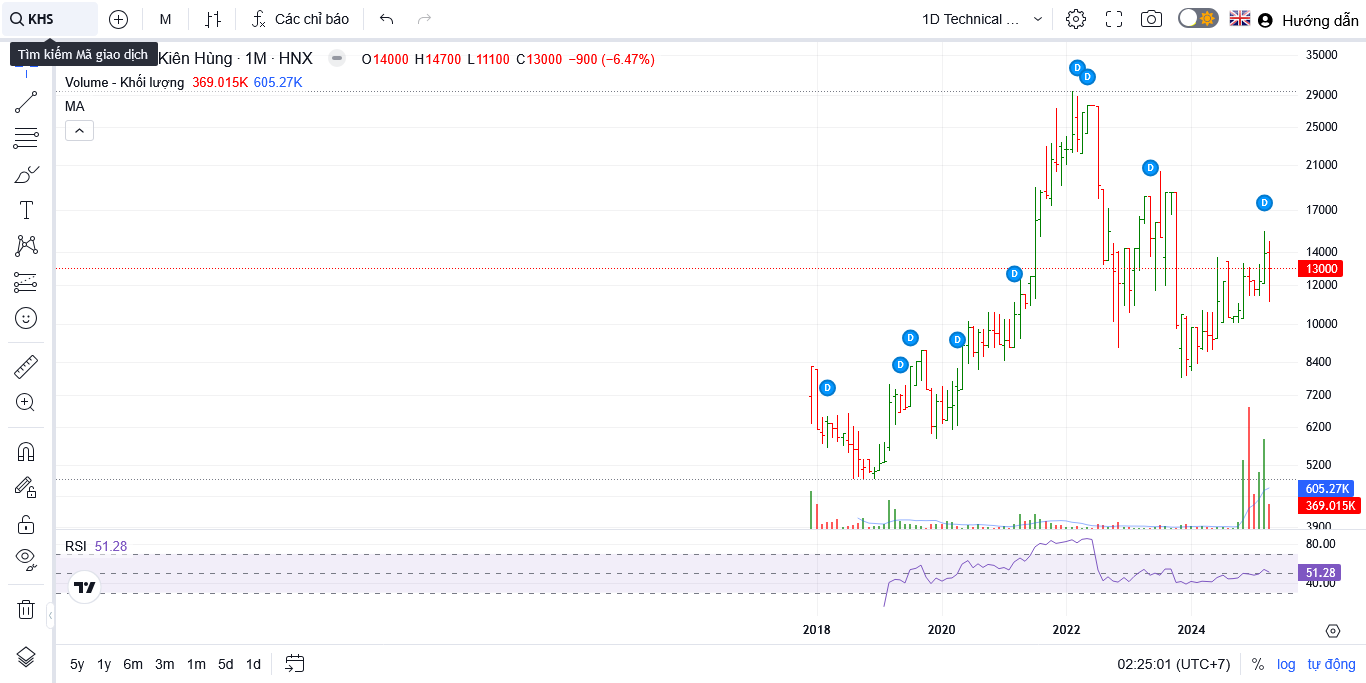 KHS
M
Các chỉ báo
1D Technical ...
Hướng dẫn
Tìm kiếm Mã giao dịch
Kiên Hùng · 1M · HNX
O14000 H14700 L11100 C13000 −900 (−6.47%)
Volume - Khối lượng 369.015K 605.27K
MA
D
D
D
D
D
D
D
D
D
35000
29000
25000
21000
17000
14000
13000
12000
10000
8400
7200
6200
5200
605.27K
369.015K
3900
RSI 51.28
80.00
51.28
40.00
2018 2020 2022 2024
5y 1y 6m 3m 1m 5d 1d
02:25:01 (UTC+7)
% log tự động